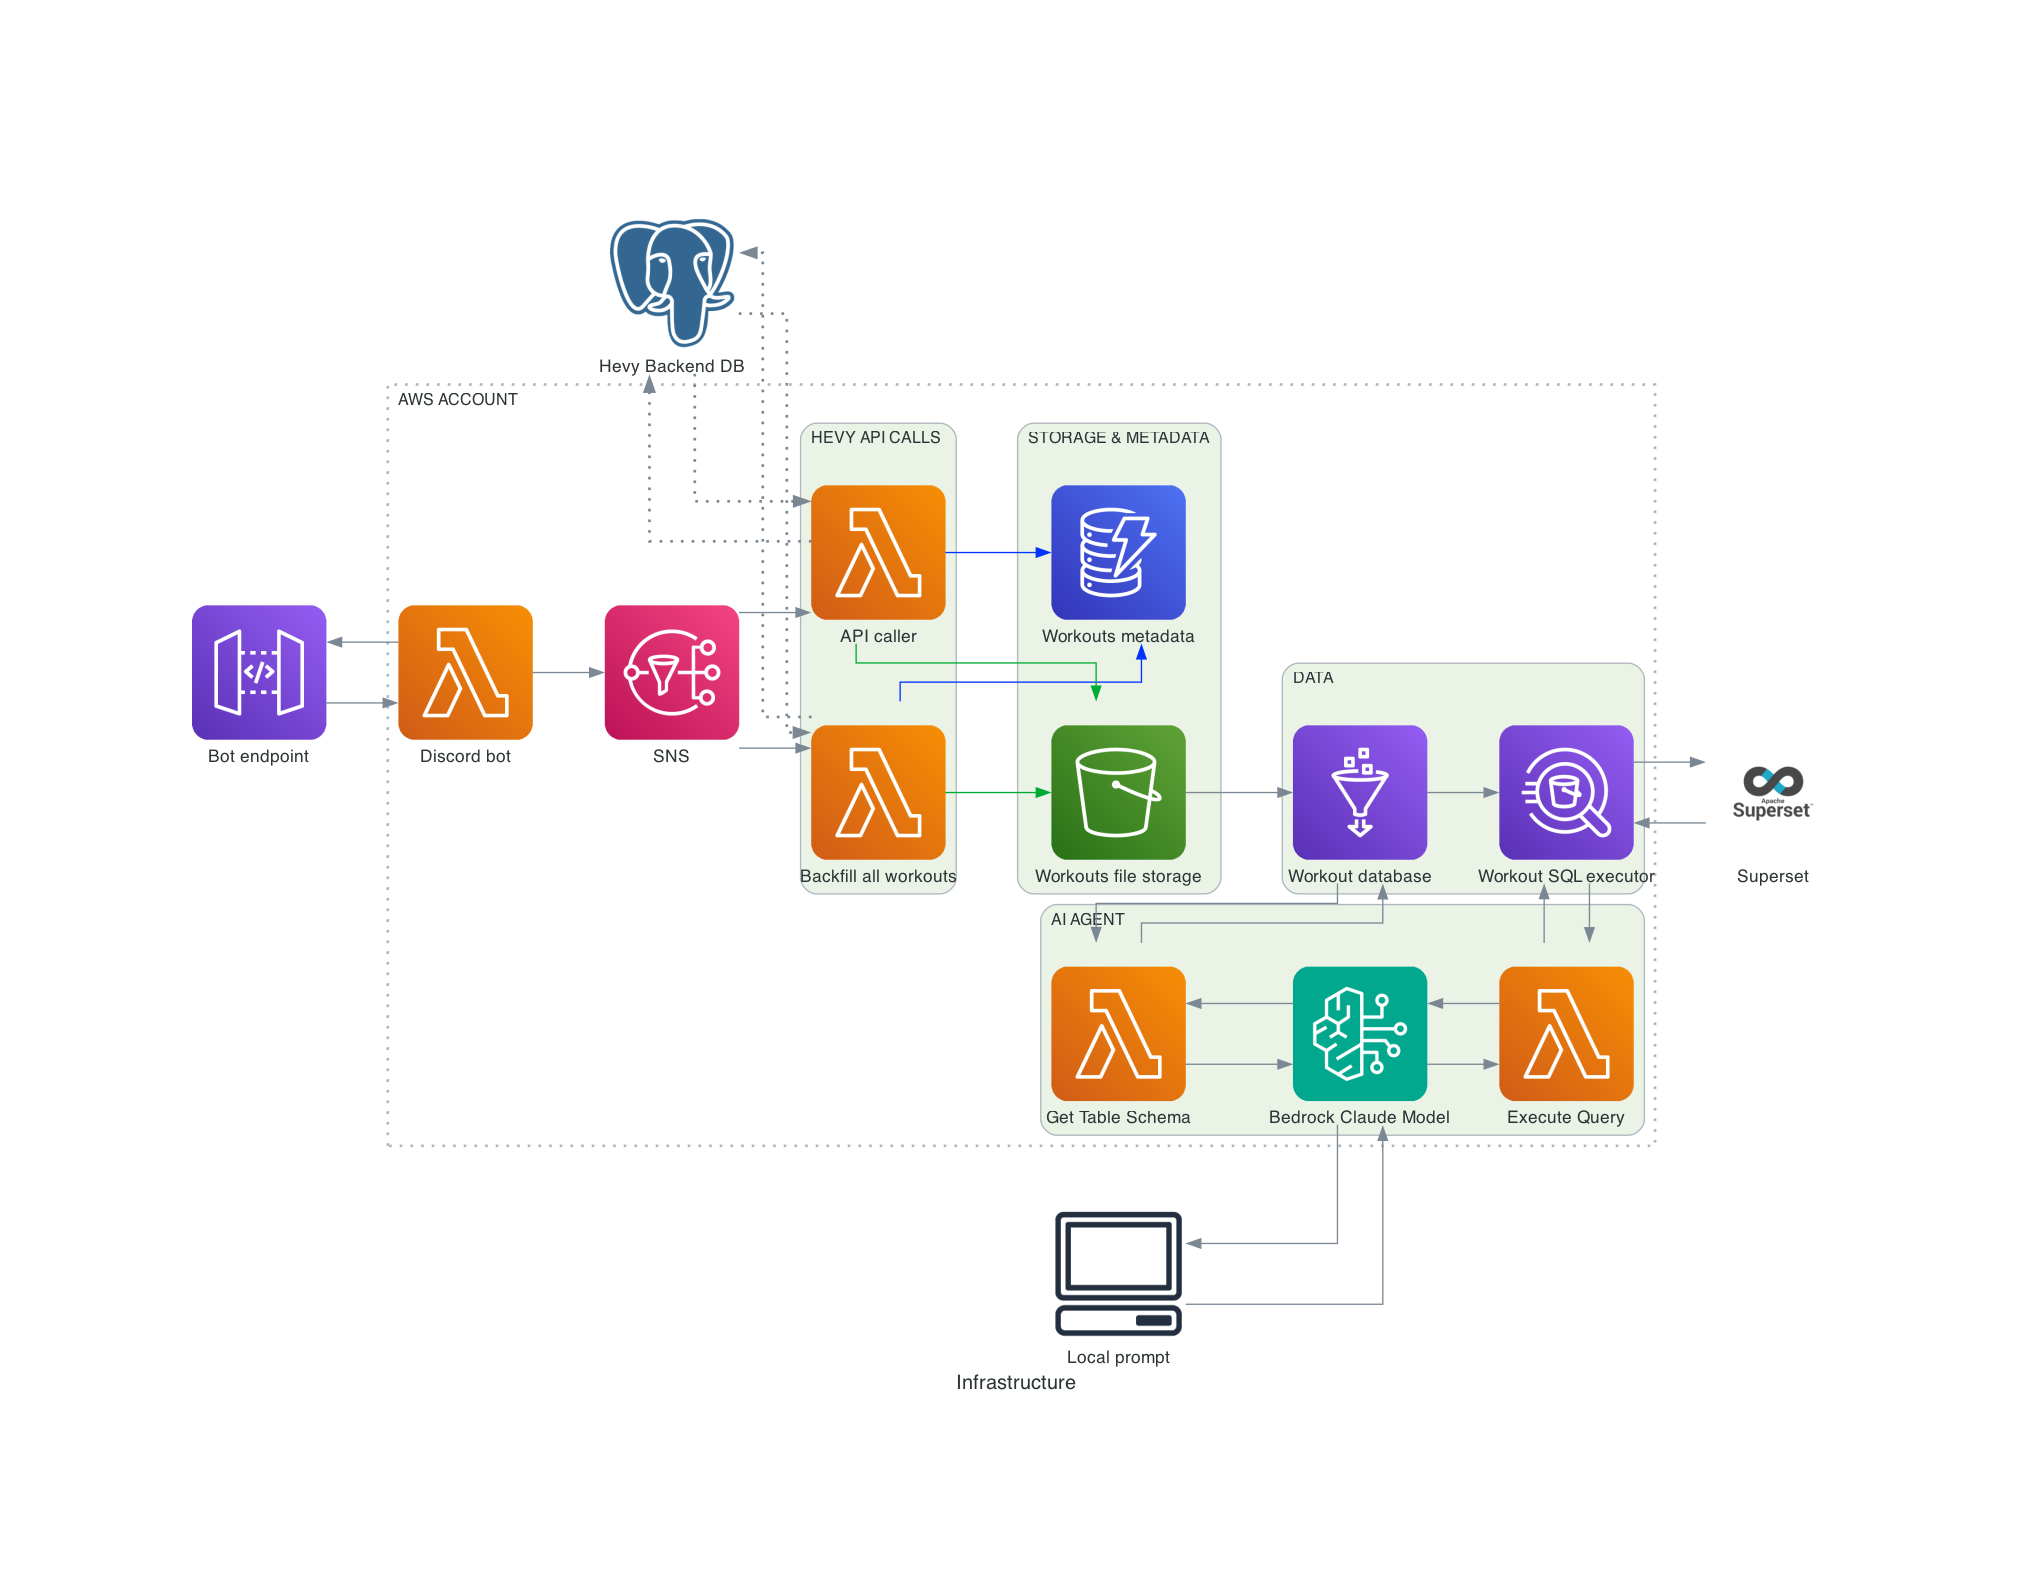 Hevy Backend DB
AWS ACCOUNT
HEVY API CALLS
STORAGE & METADATA
API caller
Workouts metadata
</>
Bot endpoint
Discord bot
SNS
DATA
Apache
Superset
Backfill all workouts
Workouts file storage
Workout database
Workout SQL executor
Superset
AI AGENT
Get Table Schema
Bedrock Claude Model
Execute Query
Local prompt
Infrastructure